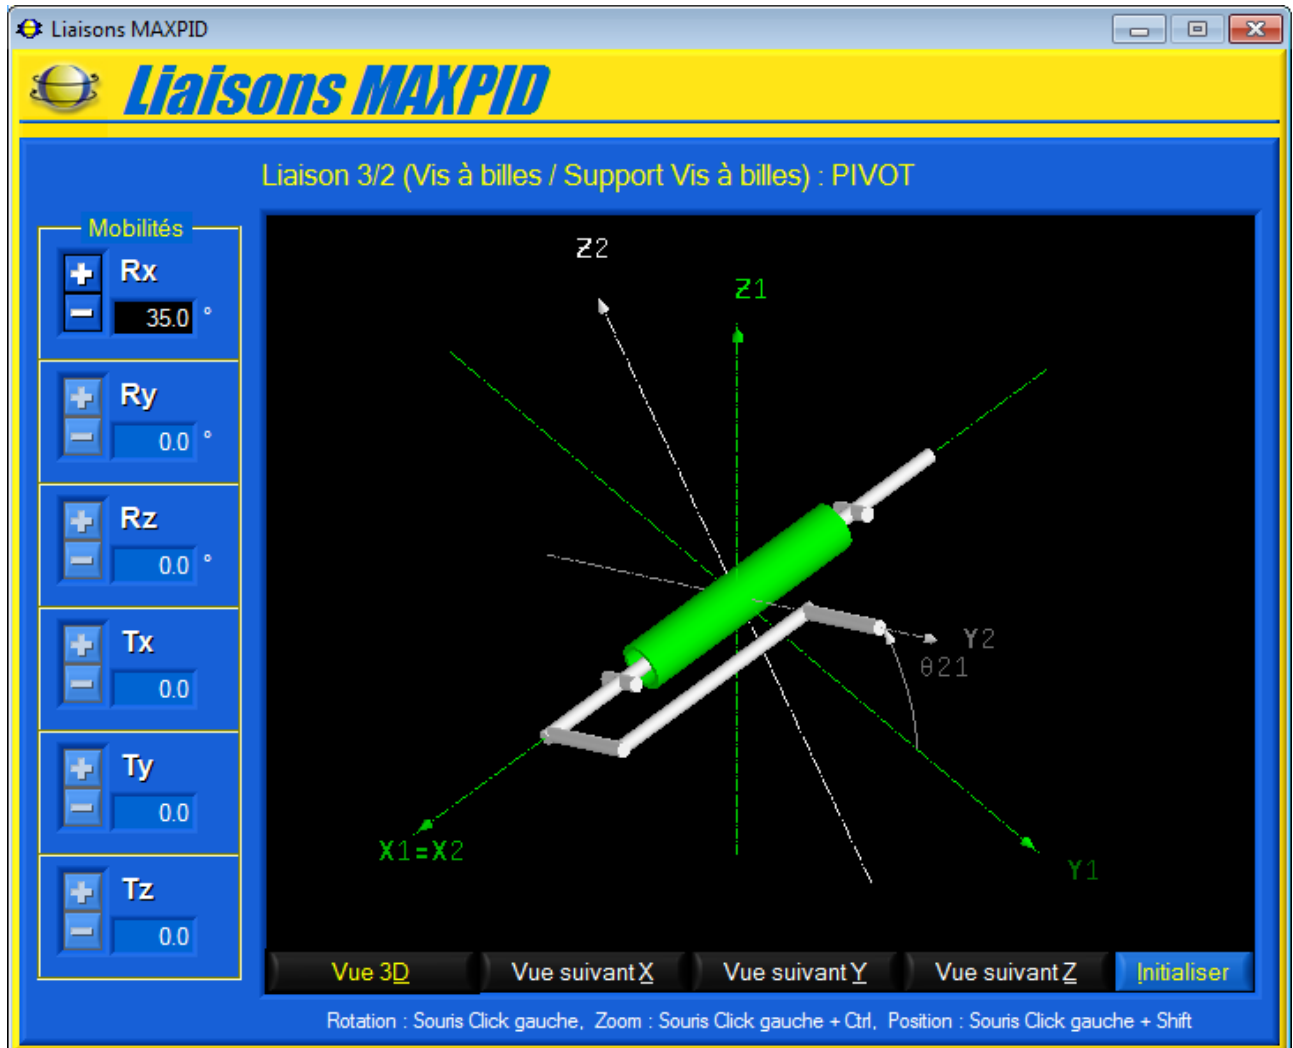 Liaisons MAXPID
Liaisons MAXPID
Liaison 3/2 (Vis à billes / Support Vis à billes) : PIVOT
Mobilités
Rx
35.0 °
Ry
0.0 °
Rz
0.0 °
Tx
0.0
Ty
0.0
Tz
0.0
Z2
Z1
Y2
θ21
X1=X2
Y1
Vue 3D
Vue suivant X
Vue suivant Y
Vue suivant Z
Initialiser
Rotation : Souris Click gauche, Zoom : Souris Click gauche + Ctrl, Position : Souris Click gauche + Shift